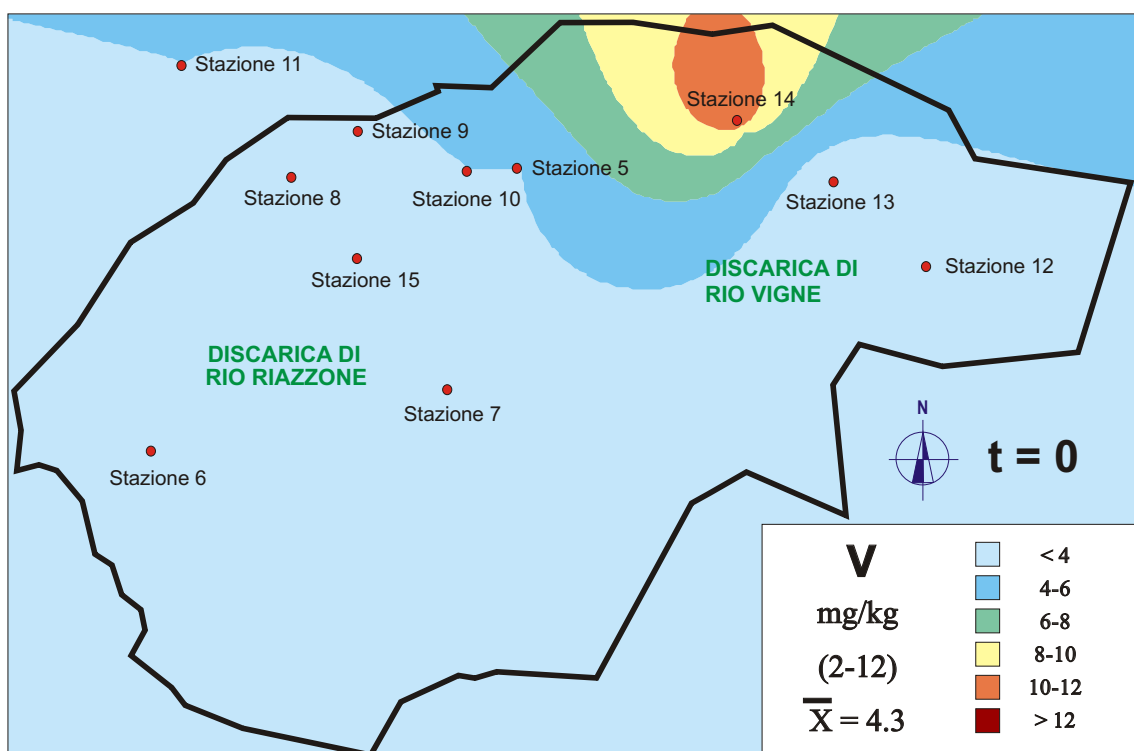 Stazione 11
Stazione 14
Stazione 9
Stazione 5
Stazione 8
Stazione 10
Stazione 13
Stazione 15
DISCARICA DI
RIO VIGNE
Stazione 12
DISCARICA DI
RIO RIAZZONE
Stazione 7
N
t = 0
Stazione 6
V
mg/kg
(2-12)
X̅ = 4.3
< 4
4-6
6-8
8-10
10-12
> 12